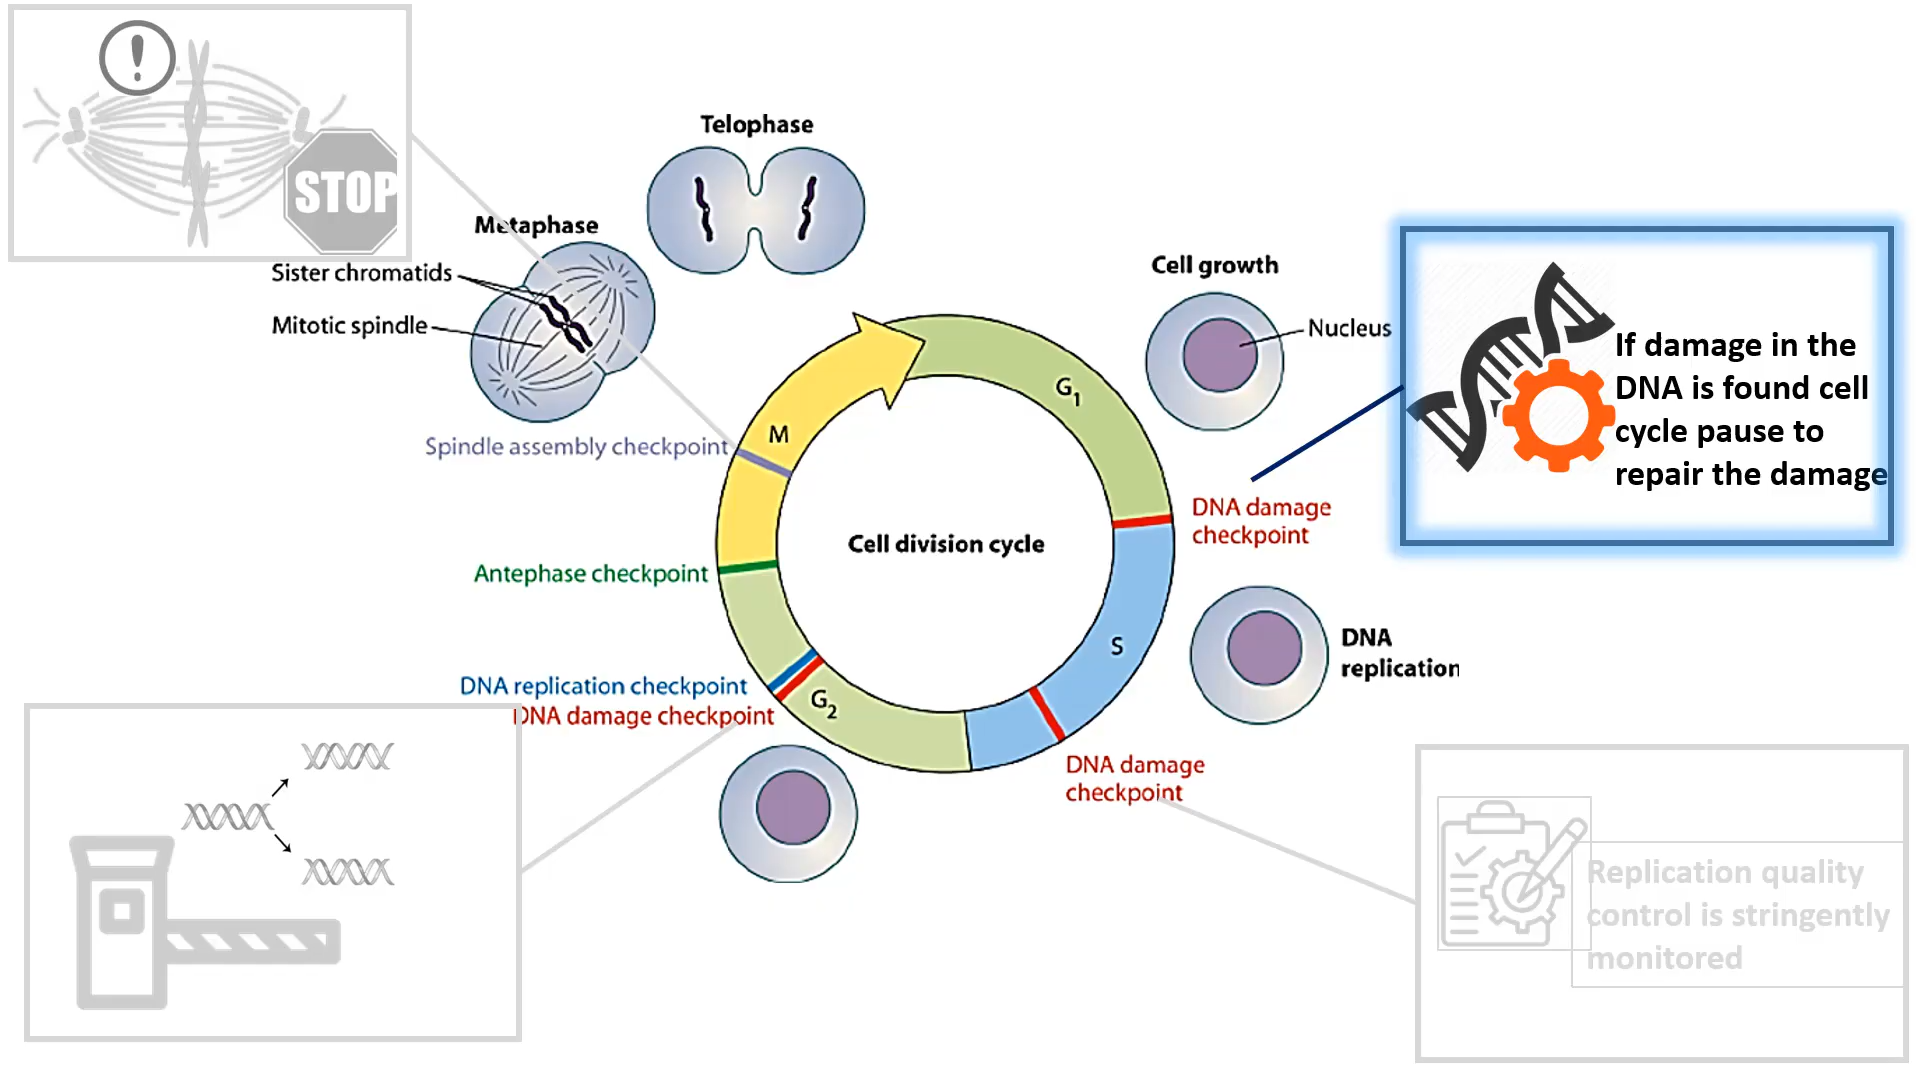 STOP
Telophase
Metaphase
Sister chromatids
Mitotic spindle
Cell growth
Nucleus
If damage in the
DNA is found cell
cycle pause to
repair the damage
G1
M
Spindle assembly checkpoint
DNA damage
checkpoint
Cell division cycle
Antephase checkpoint
S
DNA
replication
DNA replication checkpoint
DNA damage checkpoint
G2
DNA damage
checkpoint
Replication quality
control is stringently
monitored